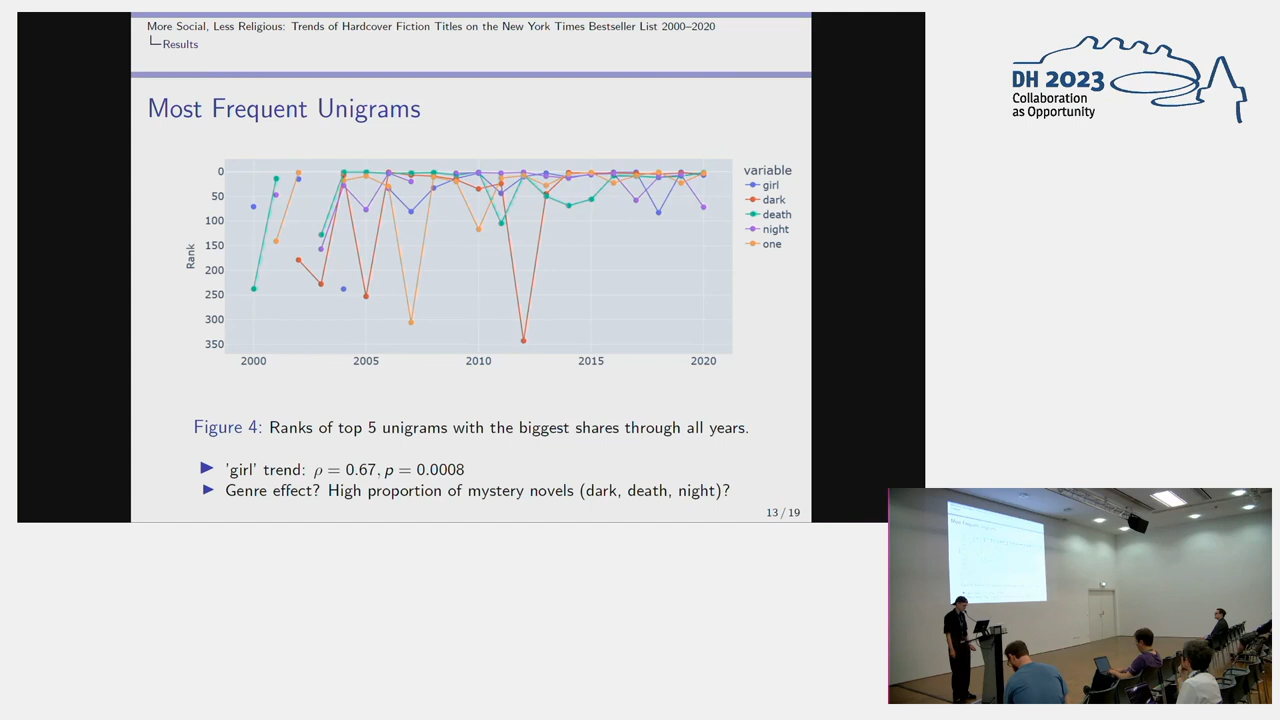 More Social, Less Religious: Trends of Hardcover Fiction Titles on the New York Times Bestseller List 2000–2020
Results
DH 2023
Collaboration
as Opportunity
Most Frequent Unigrams
variable
girl
dark
death
night
one
Rank
0
50
100
150
200
250
300
350
2000
2005
2010
2015
2020
Figure 4: Ranks of top 5 unigrams with the biggest shares through all years.
'girl' trend: ρ = 0.67, p = 0.0008
Genre effect? High proportion of mystery novels (dark, death, night)?
13 / 19